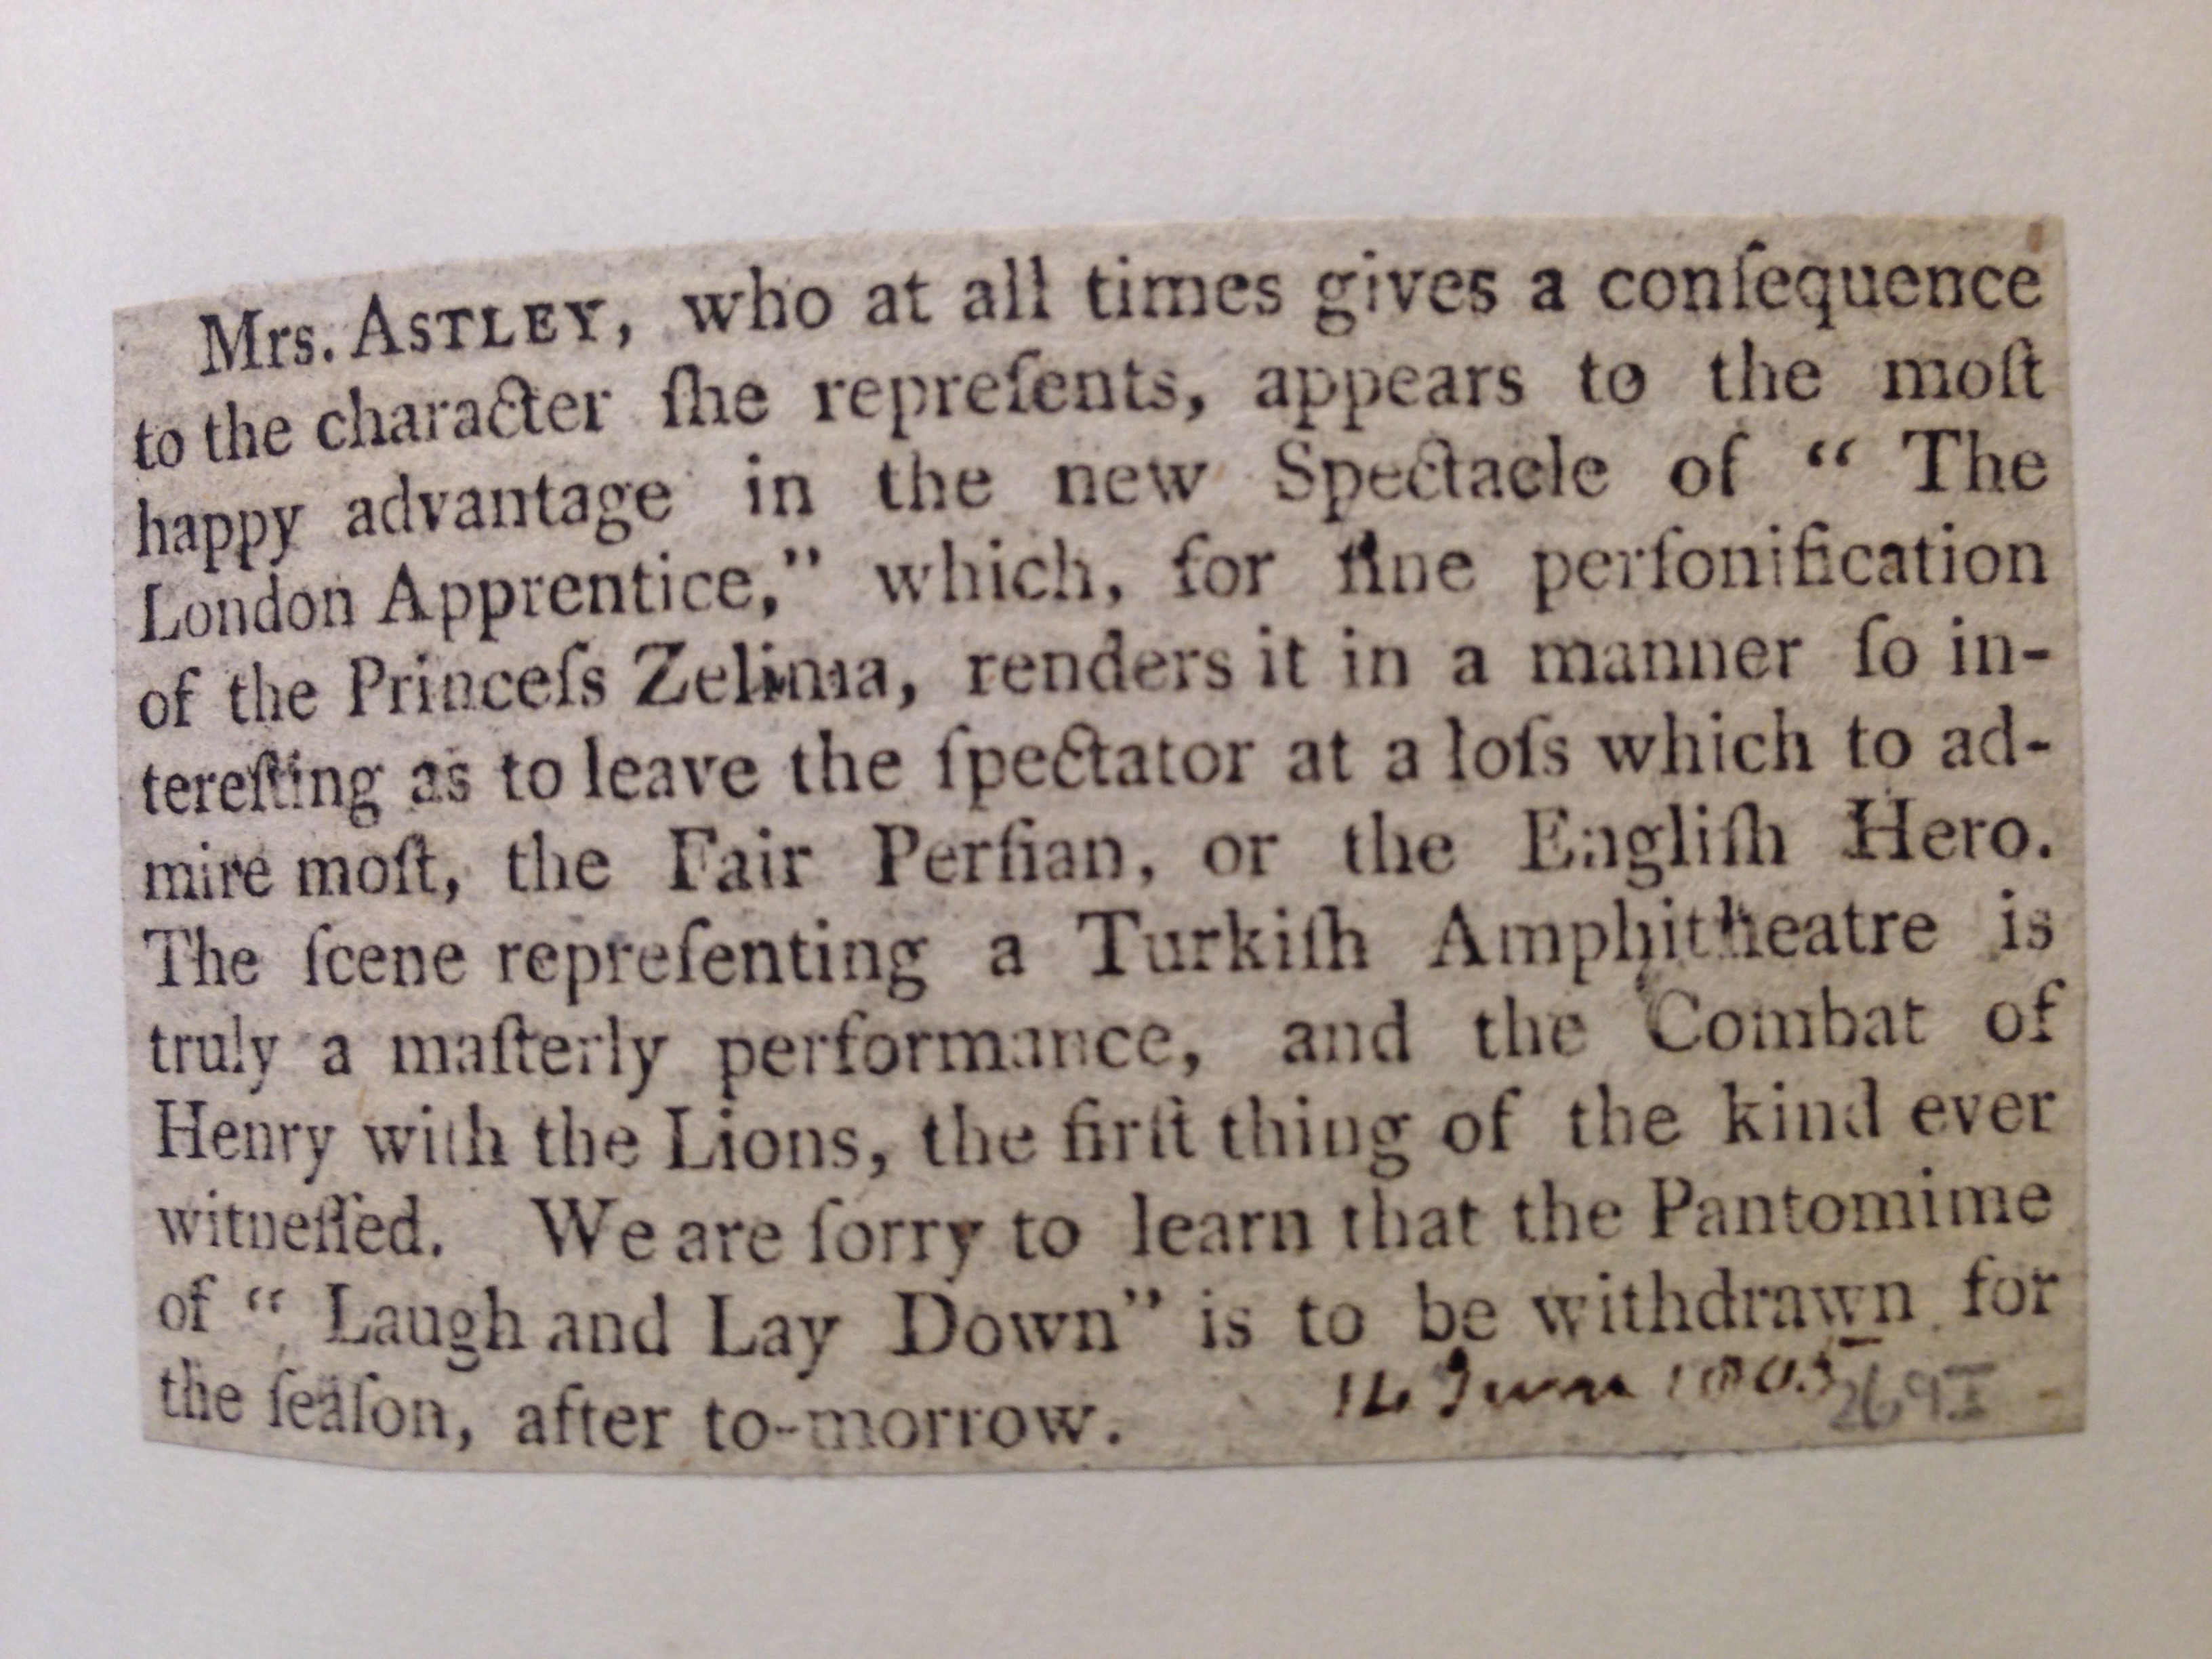 Mrs. ASTLEY, who at all times gives a conſequence
to the character ſhe repreſents, appears to the moſt
happy advantage in the new Spectacle of “ The
London Apprentice,” which, for fine perſonification
of the Princeſs Zelima, renders it in a manner ſo in-
tereſting as to leave the ſpectator at a loſs which to ad-
mire moſt, the Fair Perſian, or the Engliſh Hero.
The ſcene repreſenting a Turkiſh Amphitheatre is
truly a maſterly performance, and the Combat of
Henry with the Lions, the firſt thing of the kind ever
witneſſed. We are ſorry to learn that the Pantomime
of “ Laugh and Lay Down” is to be withdrawn for
the ſeaſon, after to-morrow.
June 1805